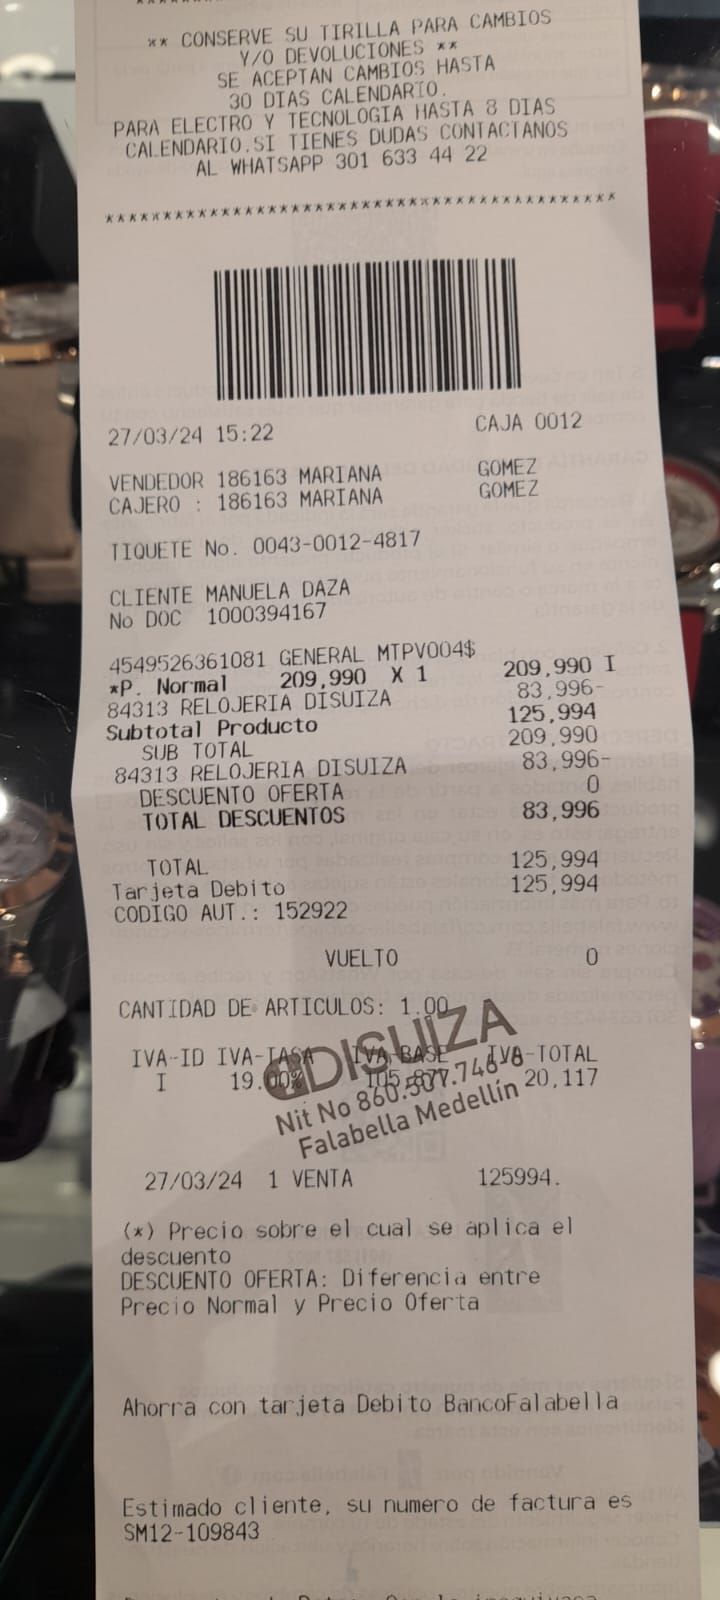 ** CONSERVE SU TIRILLA PARA CAMBIOS
Y/O DEVOLUCIONES **
SE ACEPTAN CAMBIOS HASTA
30 DIAS CALENDARIO.
PARA ELECTRO Y TECNOLOGIA HASTA 8 DIAS
CALENDARIO.SI TIENES DUDAS CONTACTANOS
AL WHATSAPP 301 633 44 22
******************************************
27/03/24 15:22 CAJA 0012
VENDEDOR 186163 MARIANA GOMEZ
CAJERO : 186163 MARIANA GOMEZ
TIQUETE No. 0043-0012-4817
CLIENTE MANUELA DAZA
No DOC 1000394167
4549526361081 GENERAL MTPV004$
*P. Normal 209,990 X 1 209,990 I
84313 RELOJERIA DISUIZA 83,996-
Subtotal Producto 125,994
SUB TOTAL 209,990
84313 RELOJERIA DISUIZA 83,996-
DESCUENTO OFERTA 0
TOTAL DESCUENTOS 83,996
TOTAL 125,994
Tarjeta Debito 125,994
CODIGO AUT.: 152922
VUELTO 0
CANTIDAD DE ARTICULOS: 1.00
IVA-ID IVA-TASA IVA-BASE IVA-TOTAL
I 19.00% 105,877 20,117
DISUIZA
Nit No 860.507.746-8
Falabella Medellín
27/03/24 1 VENTA 125994.
(*) Precio sobre el cual se aplica el
descuento
DESCUENTO OFERTA: Diferencia entre
Precio Normal y Precio Oferta
Ahorra con tarjeta Debito BancoFalabella
Estimado cliente, su numero de factura es
SM12-109843